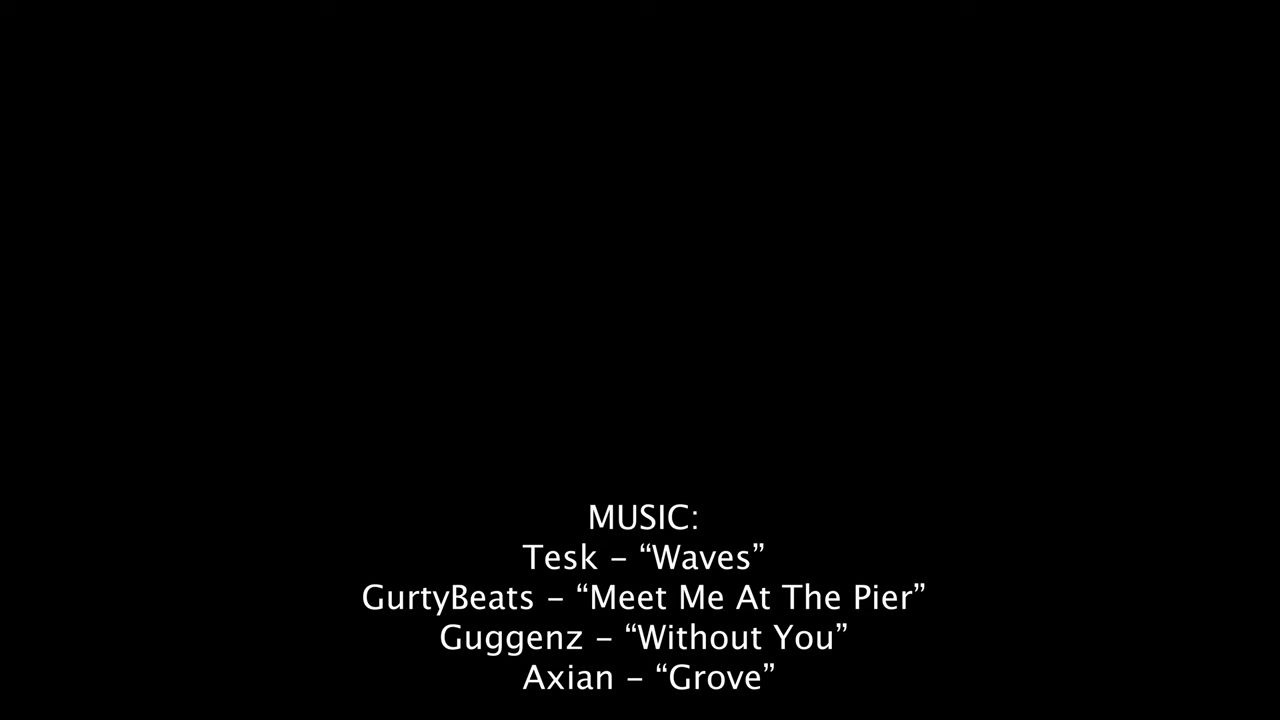 MUSIC:
Tesk – “Waves”
GurtyBeats – “Meet Me At The Pier”
Guggenz – “Without You”
Axian – “Grove”